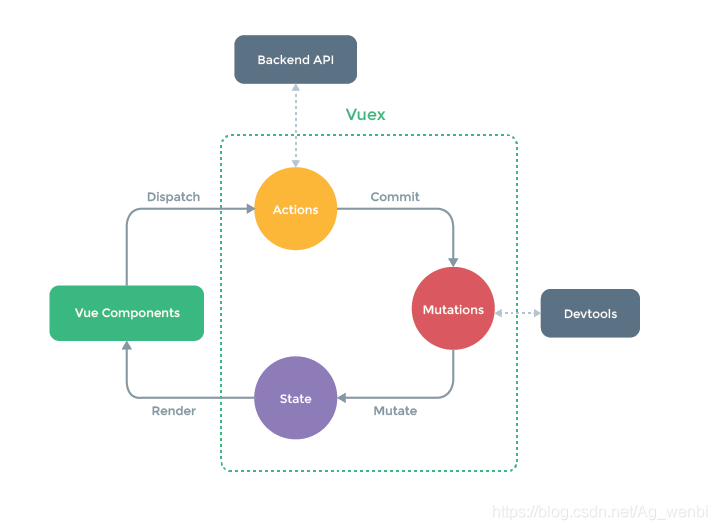 Backend API
Vuex
Dispatch
Commit
Actions
Vue Components
Mutations
Devtools
State
Render
Mutate
https://blog.csdn.net/Ag_wenbi